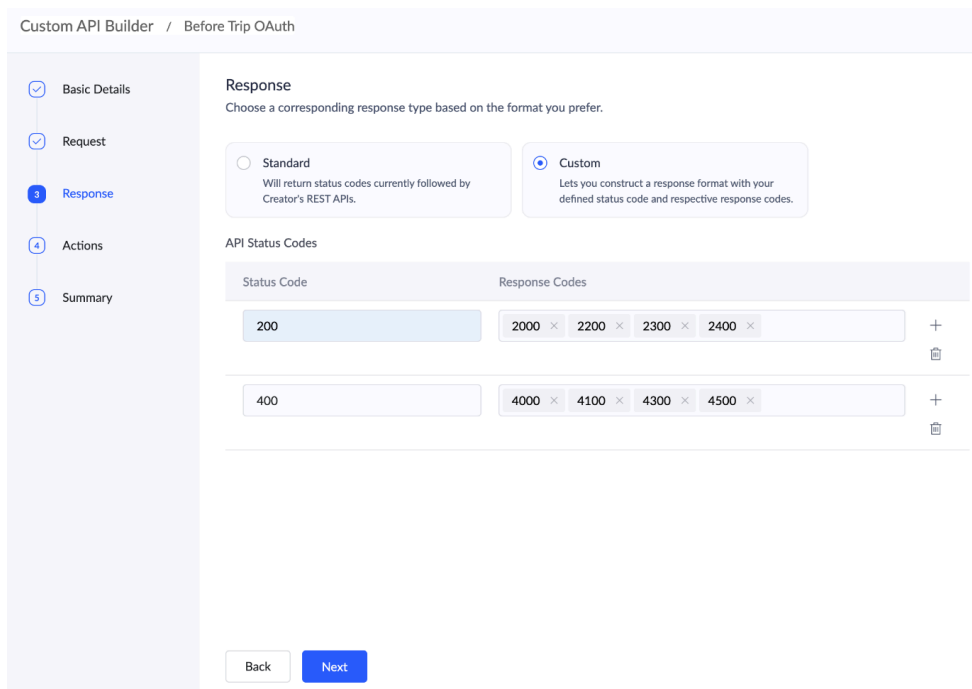 Custom API Builder / Before Trip OAuth
Basic Details
Request
3 Response
4 Actions
5 Summary
Response
Choose a corresponding response type based on the format you prefer.
Standard
Will return status codes currently followed by
Creator's REST APIs.
Custom
Lets you construct a response format with your
defined status code and respective response codes.
API Status Codes
Status Code Response Codes
200 2000 × 2200 × 2300 × 2400 ×
400 4000 × 4100 × 4300 × 4500 ×
Back Next